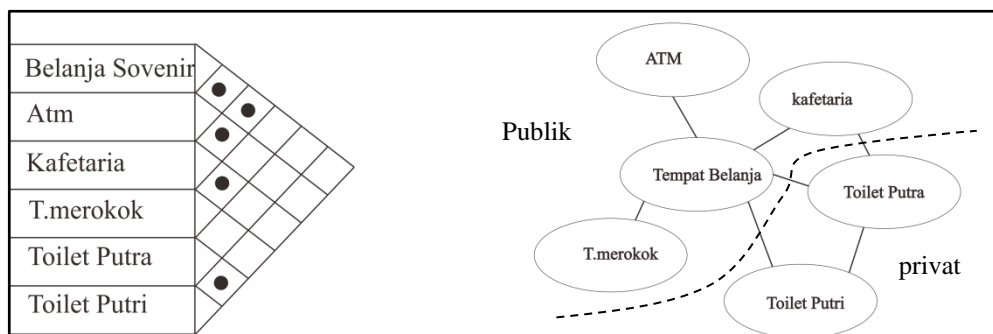 Belanja Sovenir
Atm
Kafetaria
T.merokok
Toilet Putra
Toilet Putri
ATM
kafetaria
Publik
Tempat Belanja
Toilet Putra
T.merokok
privat
Toilet Putri